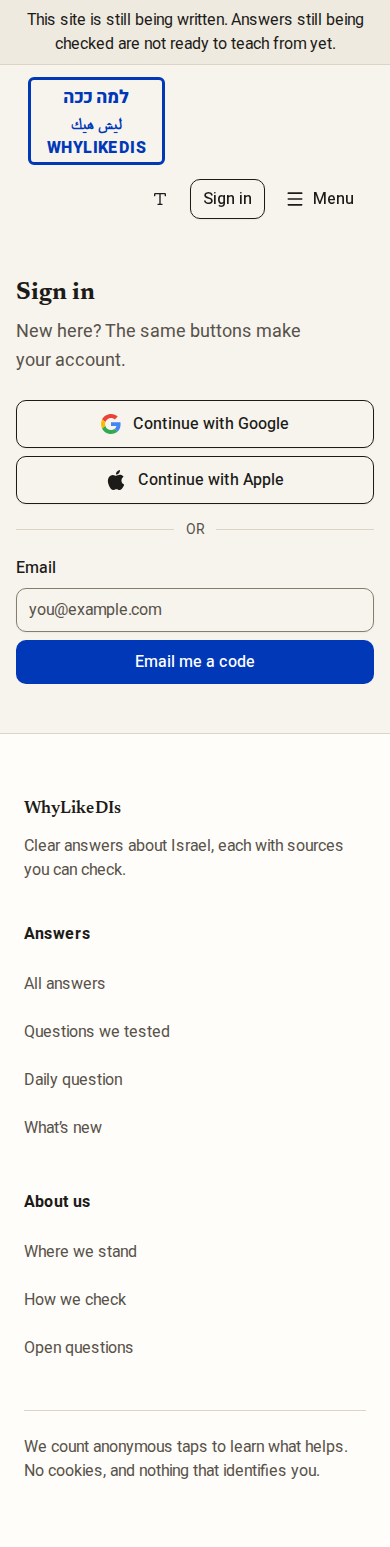 This site is still being written. Answers still being
checked are not ready to teach from yet.
למה ככה
ليش هيك
WHYLIKEDIS
T
Sign in
Menu
Sign in
New here? The same buttons make
your account.
Continue with Google
Continue with Apple
OR
Email
you@example.com
Email me a code
WhyLikeDIs
Clear answers about Israel, each with sources
you can check.
Answers
All answers
Questions we tested
Daily question
What's new
About us
Where we stand
How we check
Open questions
We count anonymous taps to learn what helps.
No cookies, and nothing that identifies you.